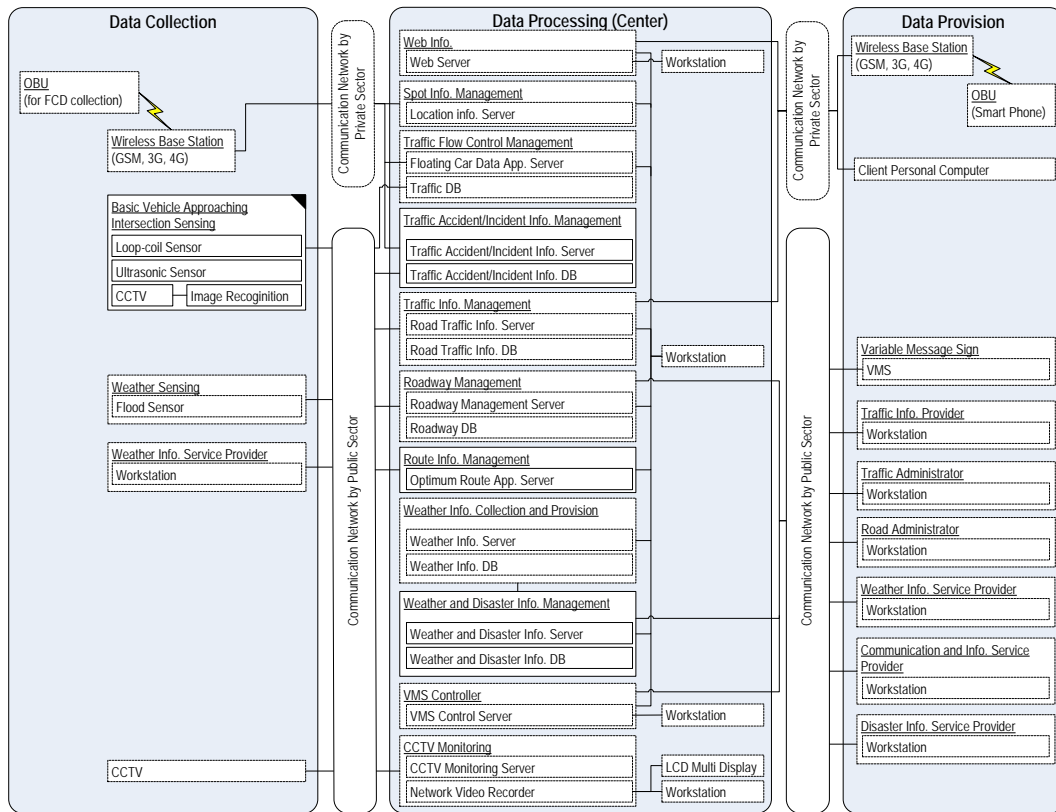 Data Collection
OBU
(for FCD collection)
Wireless Base Station
(GSM, 3G, 4G)
Basic Vehicle Approaching
Intersection Sensing
Loop-coil Sensor
Ultrasonic Sensor
CCTV
Image Recoginition
Weather Sensing
Flood Sensor
Weather Info. Service Provider
Workstation
CCTV
Communication Network by
Private Sector
Communication Network by Public Sector
Data Processing (Center)
Web Info.
Web Server
Workstation
Spot Info. Management
Location info. Server
Traffic Flow Control Management
Floating Car Data App. Server
Traffic DB
Traffic Accident/Incident Info. Management
Traffic Accident/Incident Info. Server
Traffic Accident/Incident Info. DB
Traffic Info. Management
Road Traffic Info. Server
Road Traffic Info. DB
Workstation
Roadway Management
Roadway Management Server
Roadway DB
Route Info. Management
Optimum Route App. Server
Weather Info. Collection and Provision
Weather Info. Server
Weather Info. DB
Weather and Disaster Info. Management
Weather and Disaster Info. Server
Weather and Disaster Info. DB
VMS Controller
VMS Control Server
Workstation
CCTV Monitoring
CCTV Monitoring Server
LCD Multi Display
Network Video Recorder
Workstation
Communication Network by
Private Sector
Communication Network by Public Sector
Data Provision
Wireless Base Station
(GSM, 3G, 4G)
OBU
(Smart Phone)
Client Personal Computer
Variable Message Sign
VMS
Traffic Info. Provider
Workstation
Traffic Administrator
Workstation
Road Administrator
Workstation
Weather Info. Service Provider
Workstation
Communication and Info. Service
Provider
Workstation
Disaster Info. Service Provider
Workstation